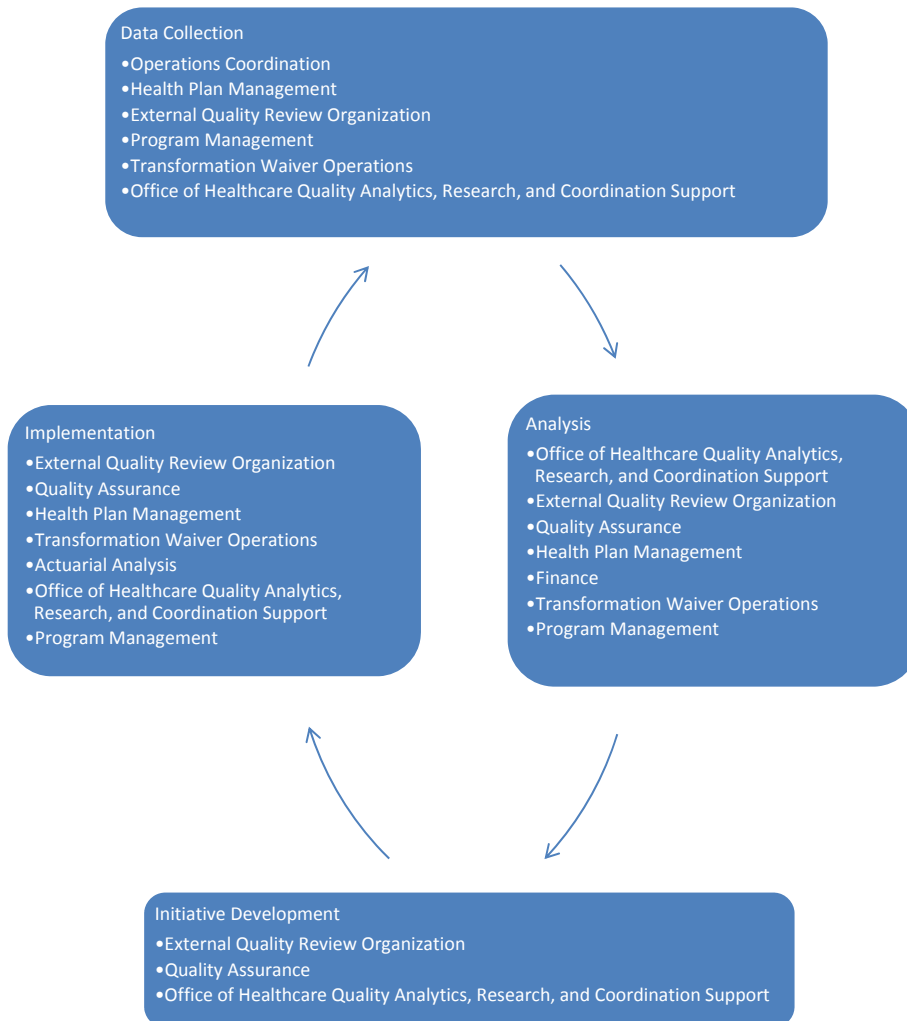 Data Collection
•Operations Coordination
•Health Plan Management
•External Quality Review Organization
•Program Management
•Transformation Waiver Operations
•Office of Healthcare Quality Analytics, Research, and Coordination Support
Analysis
•Office of Healthcare Quality Analytics,
Research, and Coordination Support
•External Quality Review Organization
•Quality Assurance
•Health Plan Management
•Finance
•Transformation Waiver Operations
•Program Management
Initiative Development
•External Quality Review Organization
•Quality Assurance
•Office of Healthcare Quality Analytics, Research, and Coordination Support
Implementation
•External Quality Review Organization
•Quality Assurance
•Health Plan Management
•Transformation Waiver Operations
•Actuarial Analysis
•Office of Healthcare Quality Analytics,
Research, and Coordination Support
•Program Management